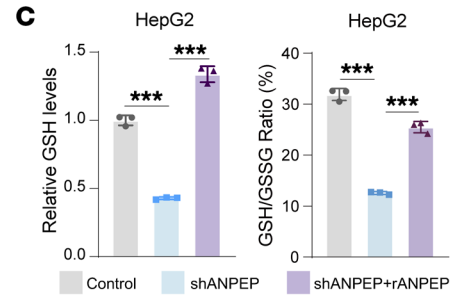 C
HepG2
Relative GSH levels
1.5
1.0
0.5
0.0
***
***
HepG2
GSH/GSSG Ratio (%)
40
30
20
10
0
***
***
Control
shANPEP
shANPEP+rANPEP